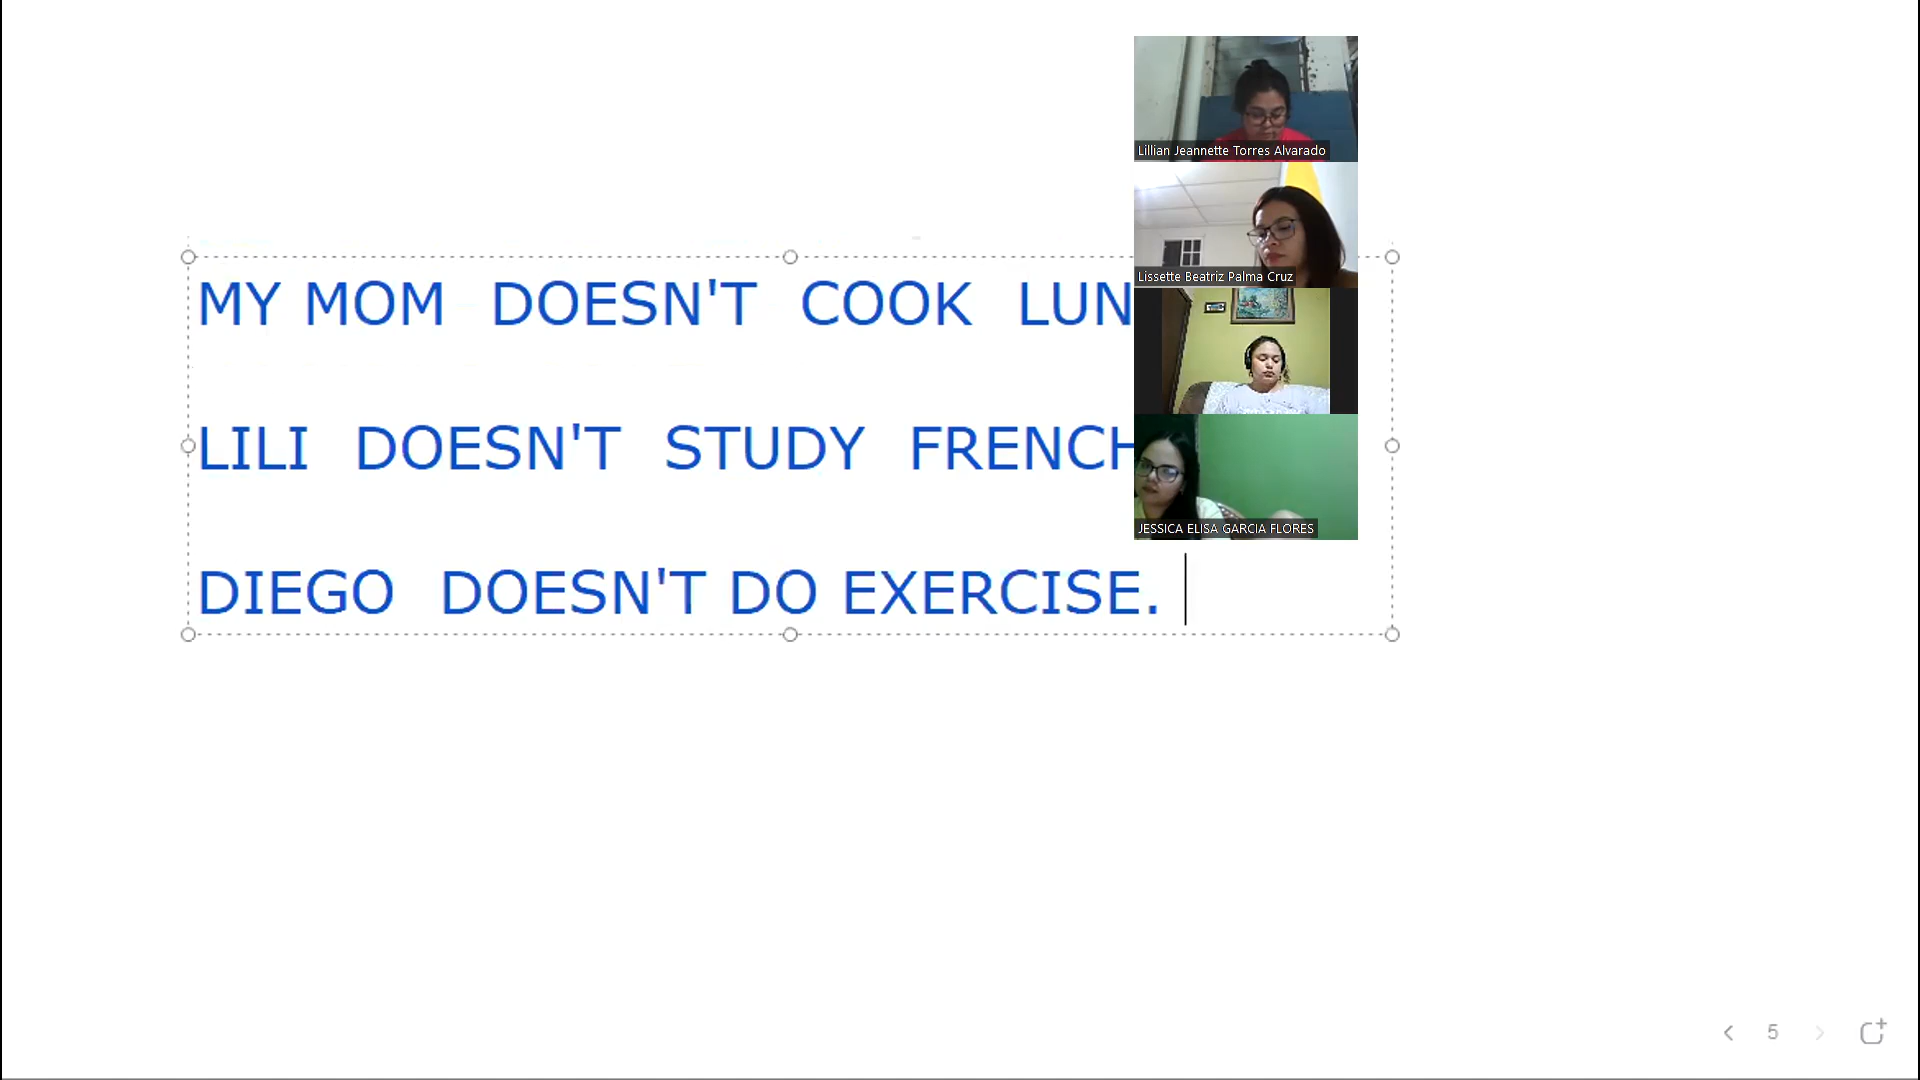 Lillian Jeannette Torres Alvarado
Lissette Beatriz Palma Cruz
MY MOM DOESN'T COOK LUN
LILI DOESN'T STUDY FRENCH
JESSICA ELISA GARCIA FLORES
DIEGO DOESN'T DO EXERCISE.
5